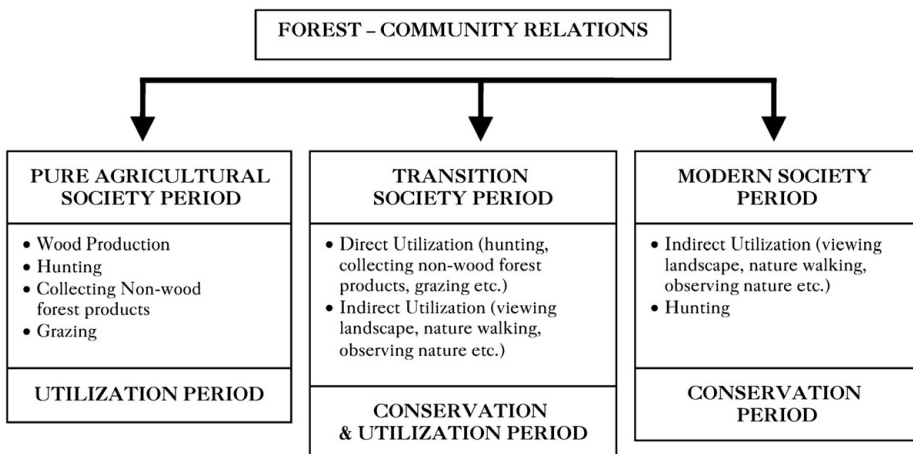 FOREST – COMMUNITY RELATIONS
PURE AGRICULTURAL
SOCIETY PERIOD
• Wood Production
• Hunting
• Collecting Non-wood
forest products
• Grazing
UTILIZATION PERIOD
TRANSITION
SOCIETY PERIOD
• Direct Utilization (hunting,
collecting non-wood forest
products, grazing etc.)
• Indirect Utilization (viewing
landscape, nature walking,
observing nature etc.)
CONSERVATION
& UTILIZATION PERIOD
MODERN SOCIETY
PERIOD
• Indirect Utilization (viewing
landscape, nature walking,
observing nature etc.)
• Hunting
CONSERVATION
PERIOD